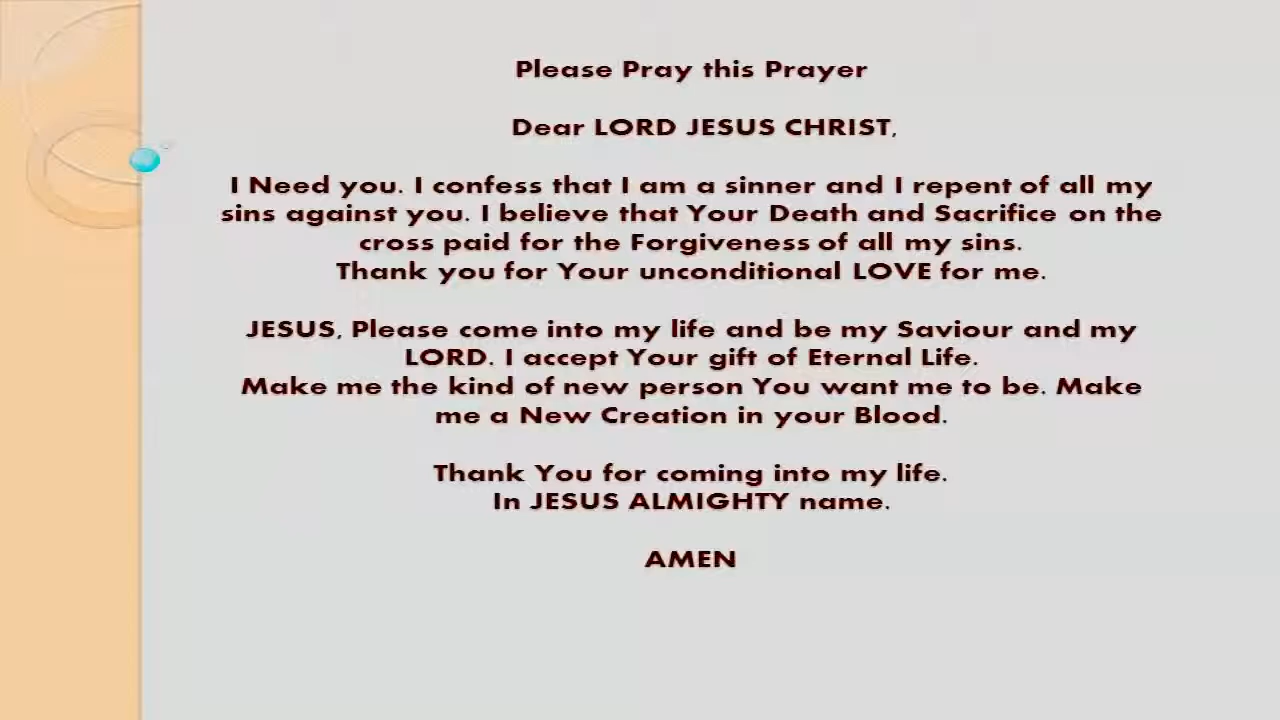 Please Pray this Prayer
Dear LORD JESUS CHRIST,
I Need you. I confess that I am a sinner and I repent of all my
sins against you. I believe that Your Death and Sacrifice on the
cross paid for the Forgiveness of all my sins.
Thank you for Your unconditional LOVE for me.
JESUS, Please come into my life and be my Saviour and my
LORD. I accept Your gift of Eternal Life.
Make me the kind of new person You want me to be. Make
me a New Creation in your Blood.
Thank You for coming into my life.
In JESUS ALMIGHTY name.
AMEN